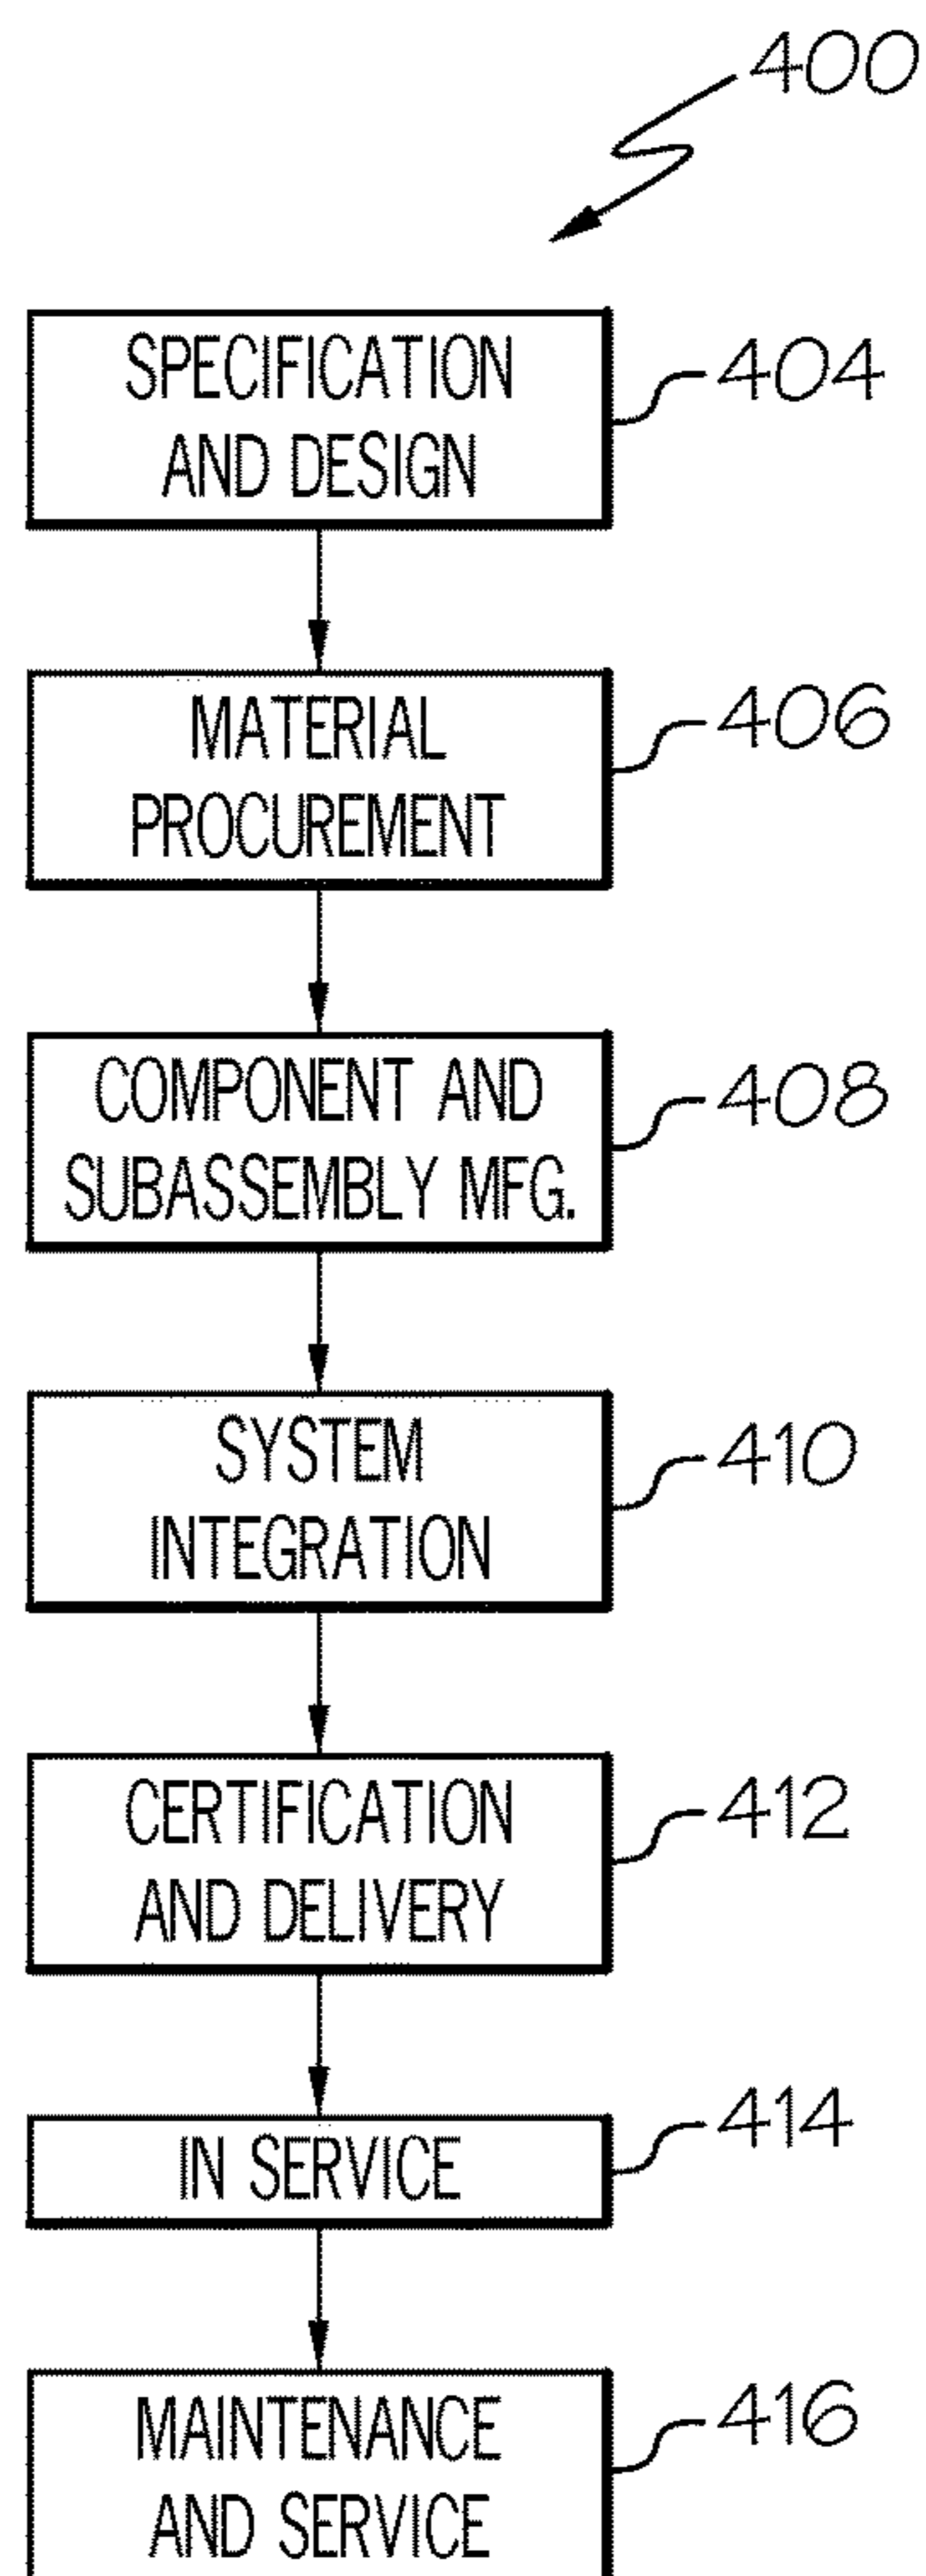 400
SPECIFICATION
AND DESIGN
404
MATERIAL
PROCUREMENT
406
COMPONENT AND
SUBASSEMBLY MFG.
408
SYSTEM
INTEGRATION
410
CERTIFICATION
AND DELIVERY
412
IN SERVICE
414
MAINTENANCE
AND SERVICE
416